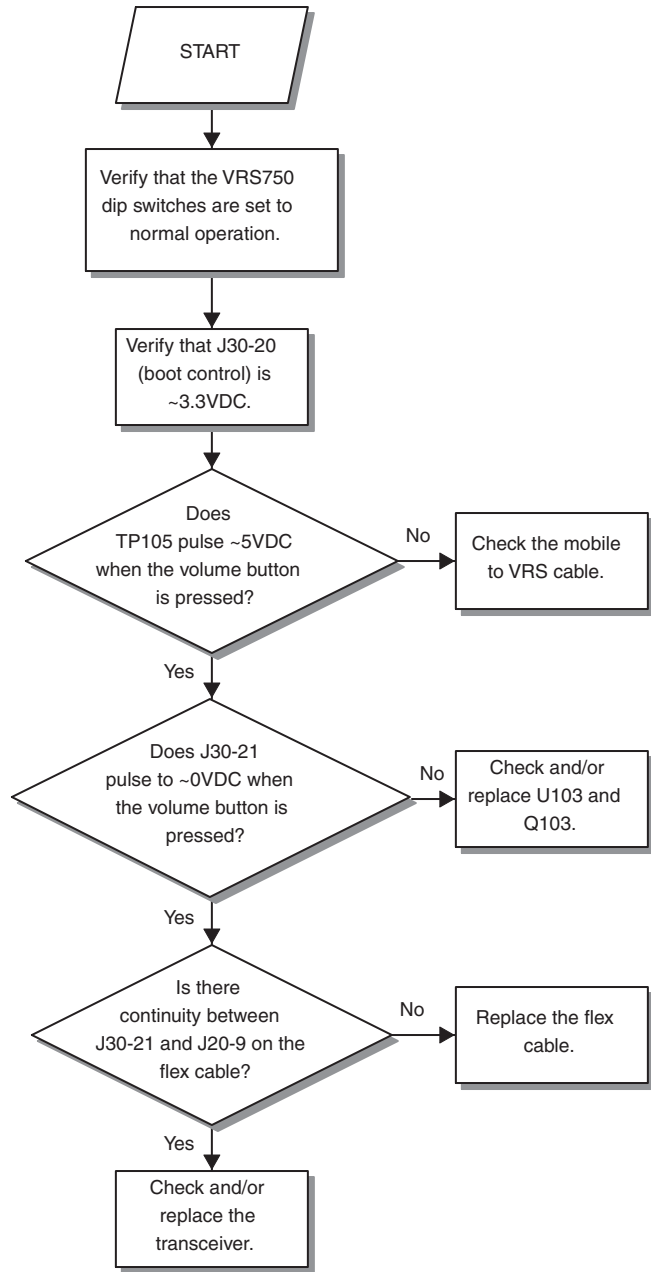 START
Verify that the VRS750
dip switches are set to
normal operation.
Verify that J30-20
(boot control) is
~3.3VDC.
Does
TP105 pulse ~5VDC
when the volume button
is pressed?
No
Check the mobile
to VRS cable.
Yes
Does J30-21
pulse to ~0VDC when
the volume button is
pressed?
No
Check and/or
replace U103 and
Q103.
Yes
Is there
continuity between
J30-21 and J20-9 on the
flex cable?
No
Replace the flex
cable.
Yes
Check and/or
replace the
transceiver.